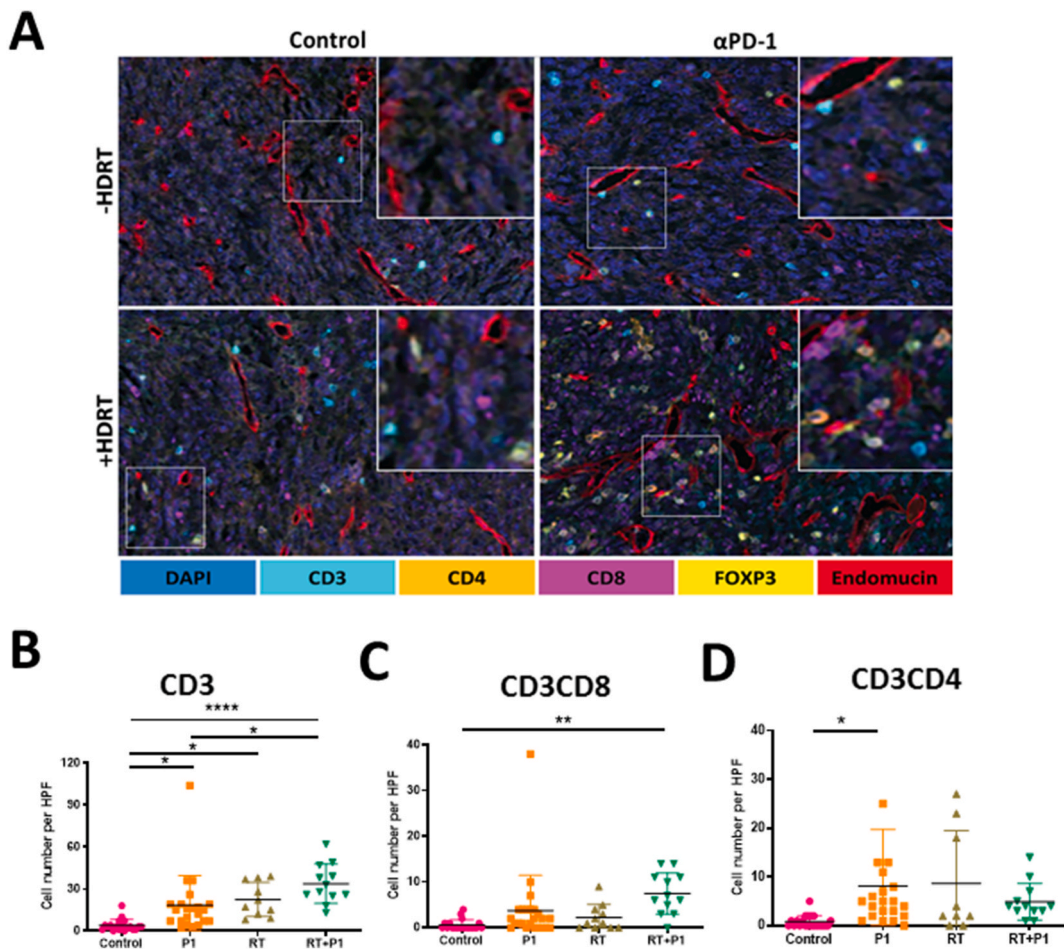 A
Control
αPD-1
-HDRT
+HDRT
DAPI CD3 CD4 CD8 FOXP3 Endomucin
B
CD3
****
*
*
*
Cell number per HPF
120
90
60
30
0
Control P1 RT RT+P1
C
CD3CD8
**
Cell number per HPF
40
30
20
10
0
Control P1 RT RT+P1
D
CD3CD4
*
Cell number per HPF
40
30
20
10
0
Control P1 RT RT+P1